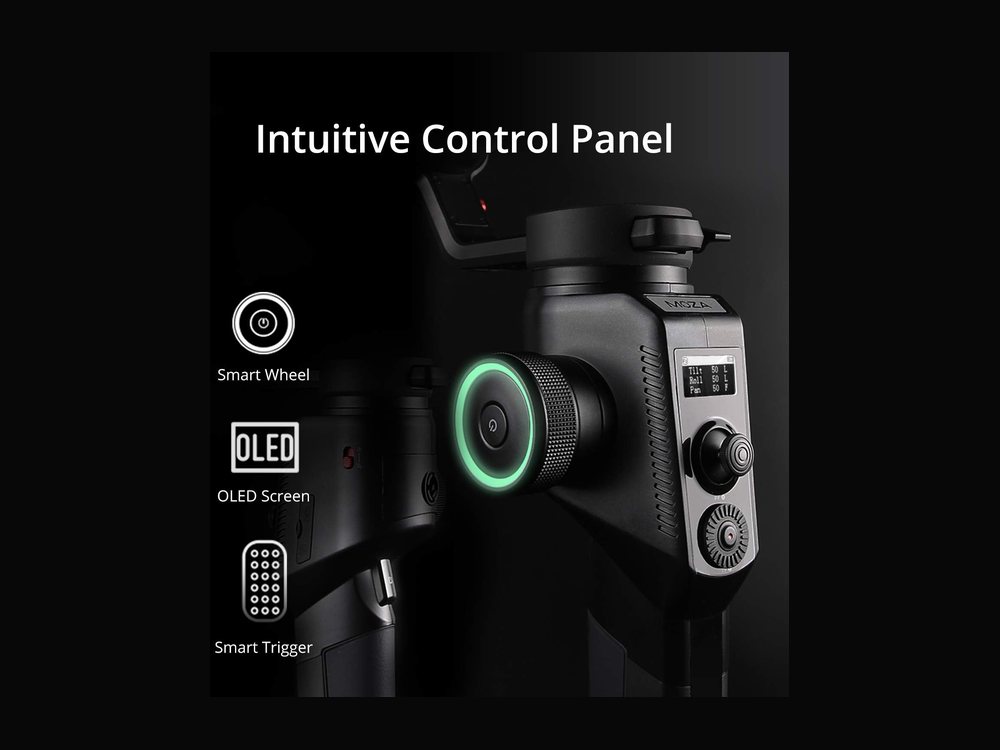 Intuitive Control Panel
MOZA
Smart Wheel
Tilt 50 L
Roll 50 L
Pan 50 F
OLED
OLED Screen
Smart Trigger